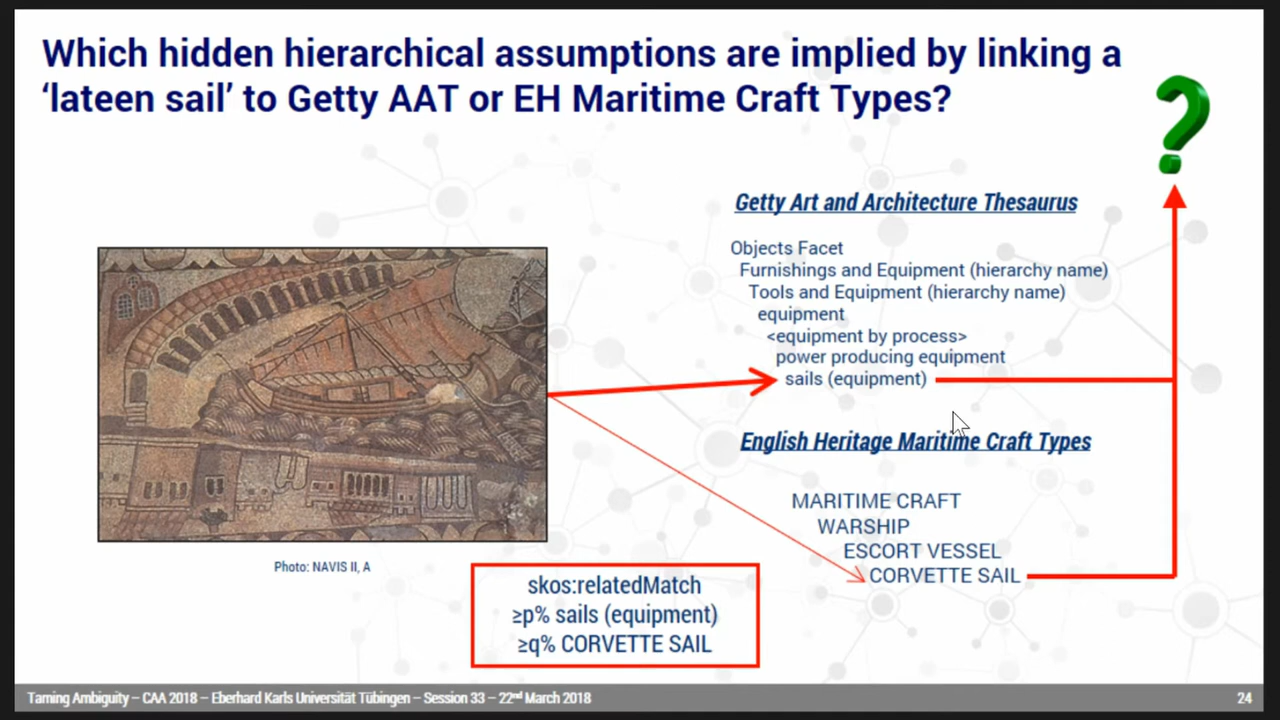 Which hidden hierarchical assumptions are implied by linking a
‘lateen sail’ to Getty AAT or EH Maritime Craft Types?
Getty Art and Architecture Thesaurus
Objects Facet
Furnishings and Equipment (hierarchy name)
Tools and Equipment (hierarchy name)
equipment
<equipment by process>
power producing equipment
sails (equipment)
English Heritage Maritime Craft Types
MARITIME CRAFT
WARSHIP
ESCORT VESSEL
CORVETTE SAIL
Photo: NAVIS II, A
skos:relatedMatch
≥p% sails (equipment)
≥q% CORVETTE SAIL
Taming Ambiguity – CAA 2018 – Eberhard Karls Universität Tübingen – Session 33 – 22nd March 2018
24